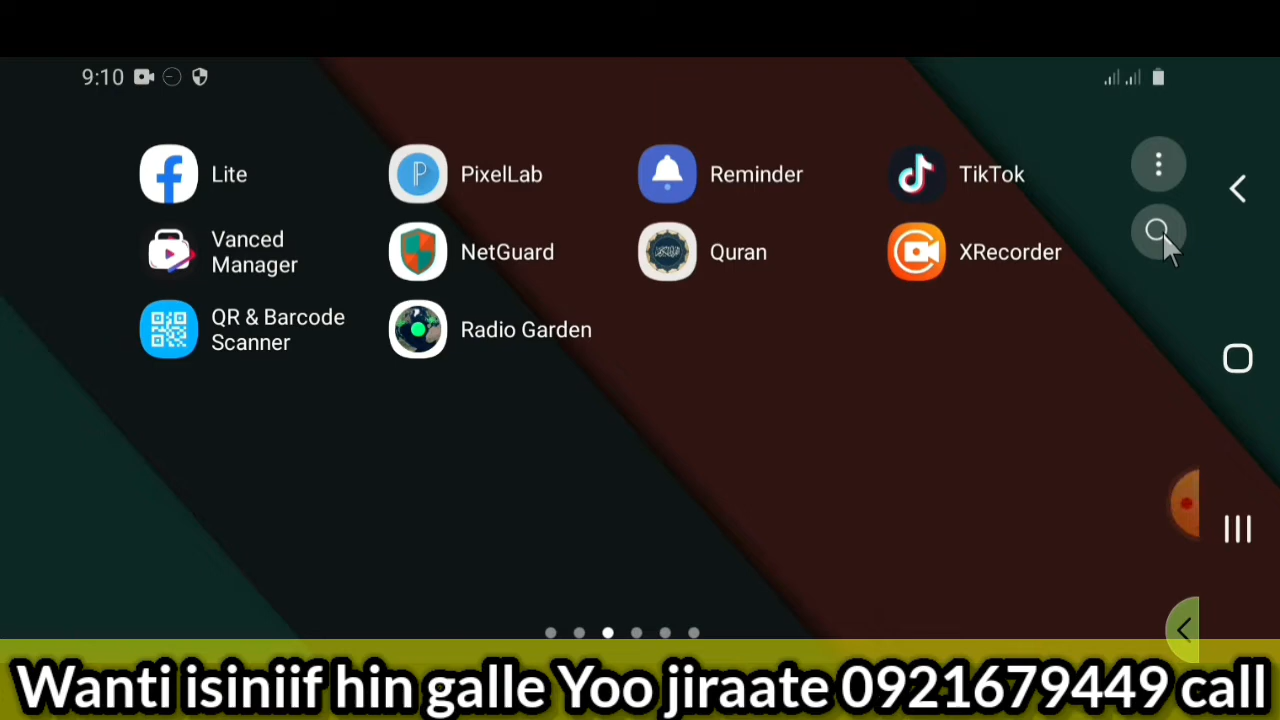 9:10
Lite
PixelLab
Reminder
TikTok
Vanced
Manager
NetGuard
Quran
XRecorder
QR & Barcode
Scanner
Radio Garden
Wanti isiniif hin galle Yoo jiraate 0921679449 call